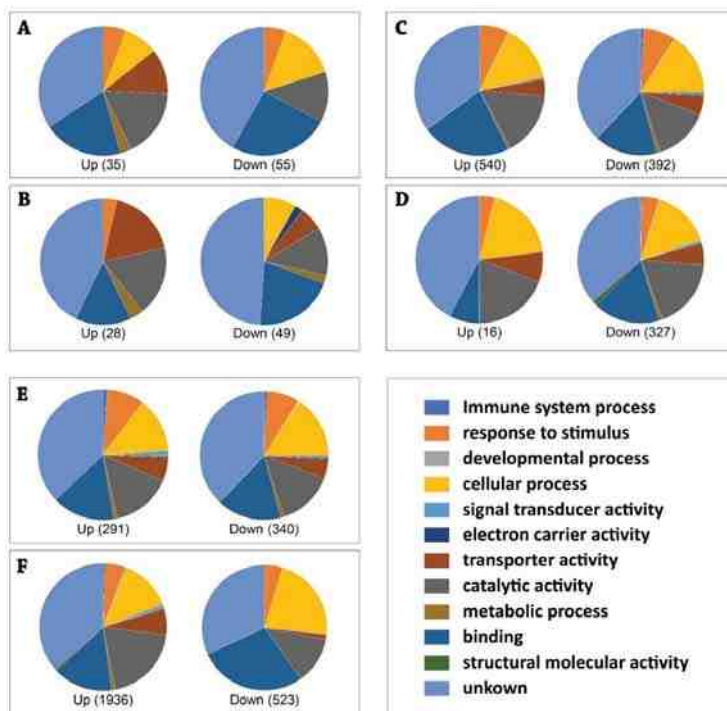 A
Up (35)
Down (55)
C
Up (540)
Down (392)
B
Up (28)
Down (49)
D
Up (16)
Down (327)
E
Up (291)
Down (340)
F
Up (1936)
Down (523)
Immune system process
response to stimulus
developmental process
cellular process
signal transducer activity
electron carrier activity
transporter activity
catalytic activity
metabolic process
binding
structural molecular activity
unkown